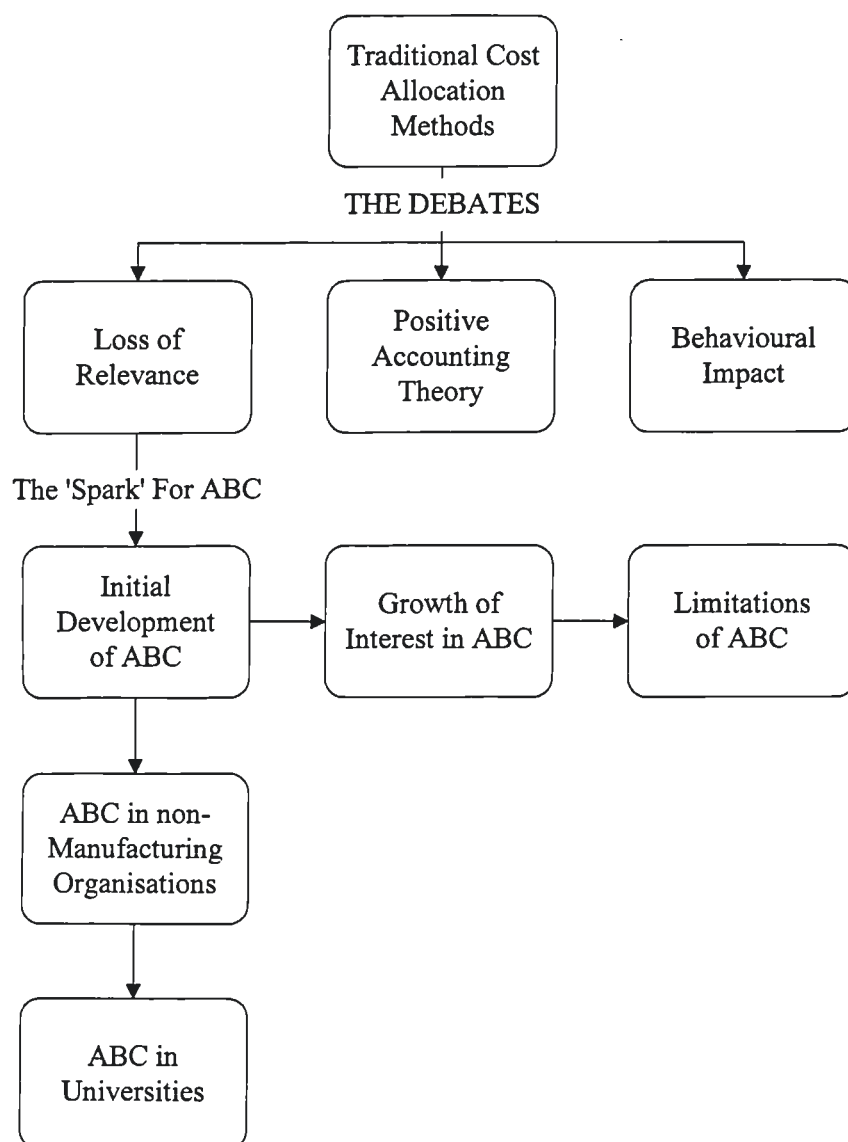 Traditional Cost
Allocation
Methods
THE DEBATES
Loss of
Relevance
Positive
Accounting
Theory
Behavioural
Impact
The 'Spark' For ABC
Initial
Development
of ABC
Growth of
Interest in ABC
Limitations
of ABC
ABC in non-
Manufacturing
Organisations
ABC in
Universities